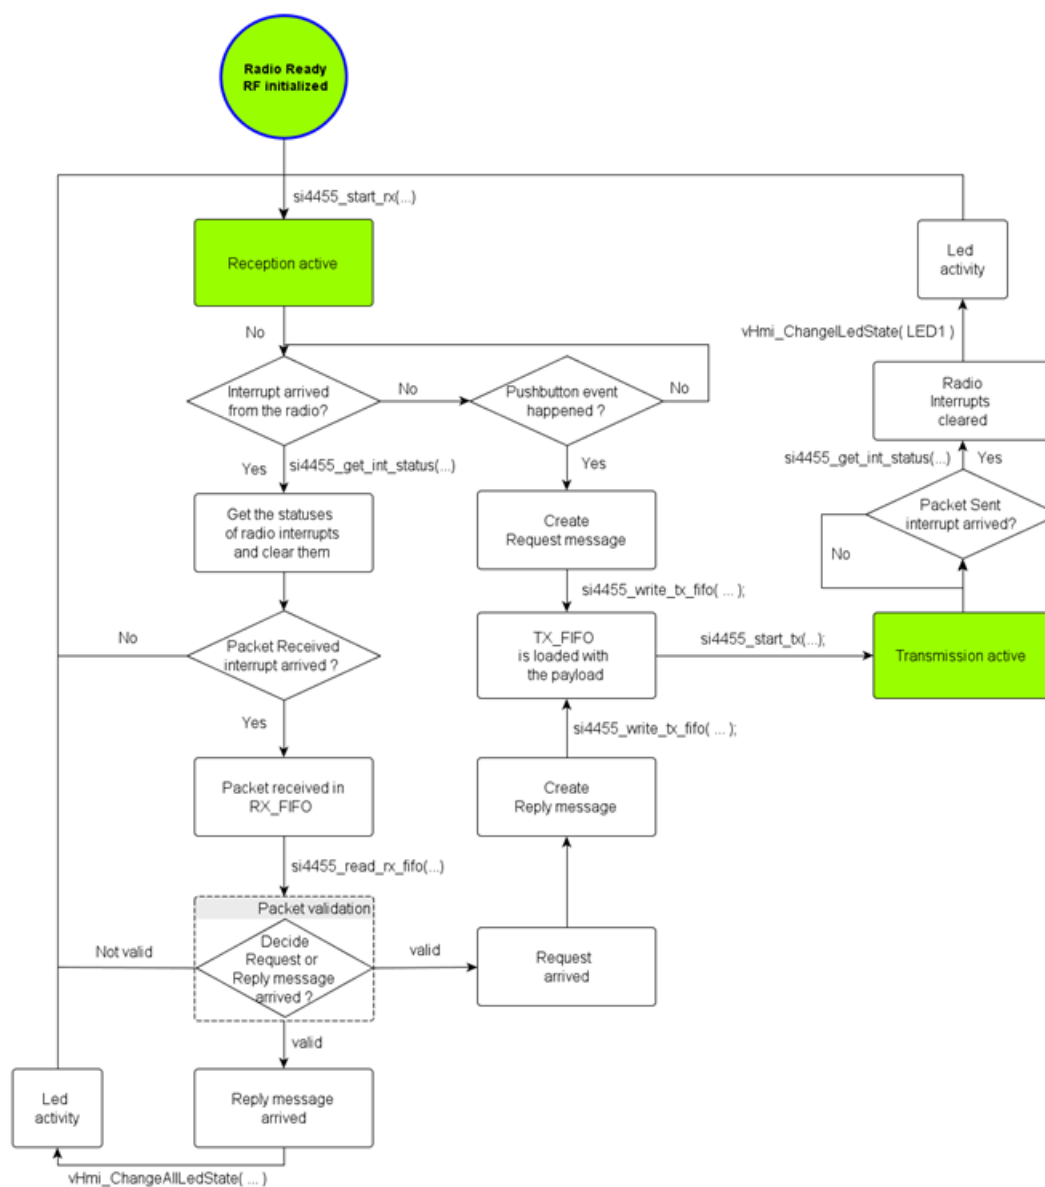 Radio Ready
RF initialized
si4455_start_rx(...)
Reception active
Led
activity
No
vHmi_ChangelLedState( LED1 )
Interrupt arrived
from the radio?
No
Pushbutton event
happened ?
No
Radio
Interrupts
cleared
Yes
si4455_get_int_status(...)
Yes
si4455_get_int_status(...)
Yes
Get the statuses
of radio interrupts
and clear them
Create
Request message
Packet Sent
interrupt arrived?
No
si4455_write_tx_fifo( ... );
No
Packet Received
interrupt arrived ?
TX_FIFO
is loaded with
the payload
si4455_start_tx(...);
Transmission active
Yes
si4455_write_tx_fifo( ... );
Packet received in
RX_FIFO
Create
Reply message
si4455_read_rx_fifo(...)
Packet validation
Not valid
Decide
Request or
Reply message
arrived ?
valid
Request
arrived
valid
Led
activity
Reply message
arrived
vHmi_ChangeAllLedState( ... )